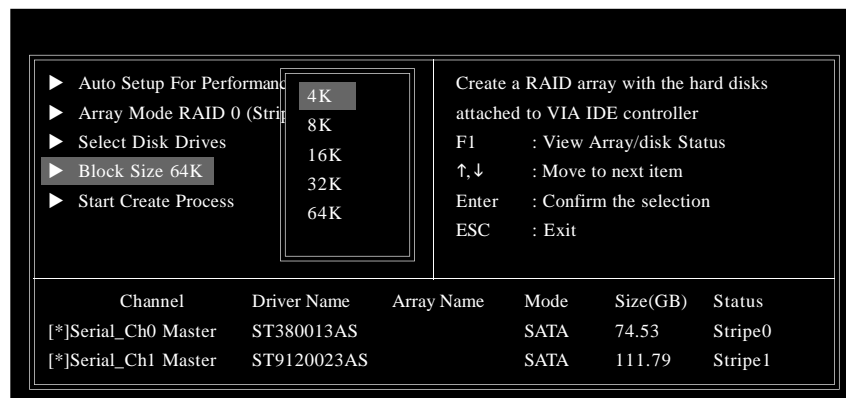 ▶ Auto Setup For Performanc
▶ Array Mode RAID 0 (Strip
▶ Select Disk Drives
▶ Block Size 64K
▶ Start Create Process
4K
8K
16K
32K
64K
Create a RAID array with the hard disks
attached to VIA IDE controller
F1 : View Array/disk Status
↑,↓ : Move to next item
Enter : Confirm the selection
ESC : Exit
Channel Driver Name Array Name Mode Size(GB) Status
[*]Serial_Ch0 Master ST380013AS SATA 74.53 Stripe0
[*]Serial_Ch1 Master ST9120023AS SATA 111.79 Stripe1